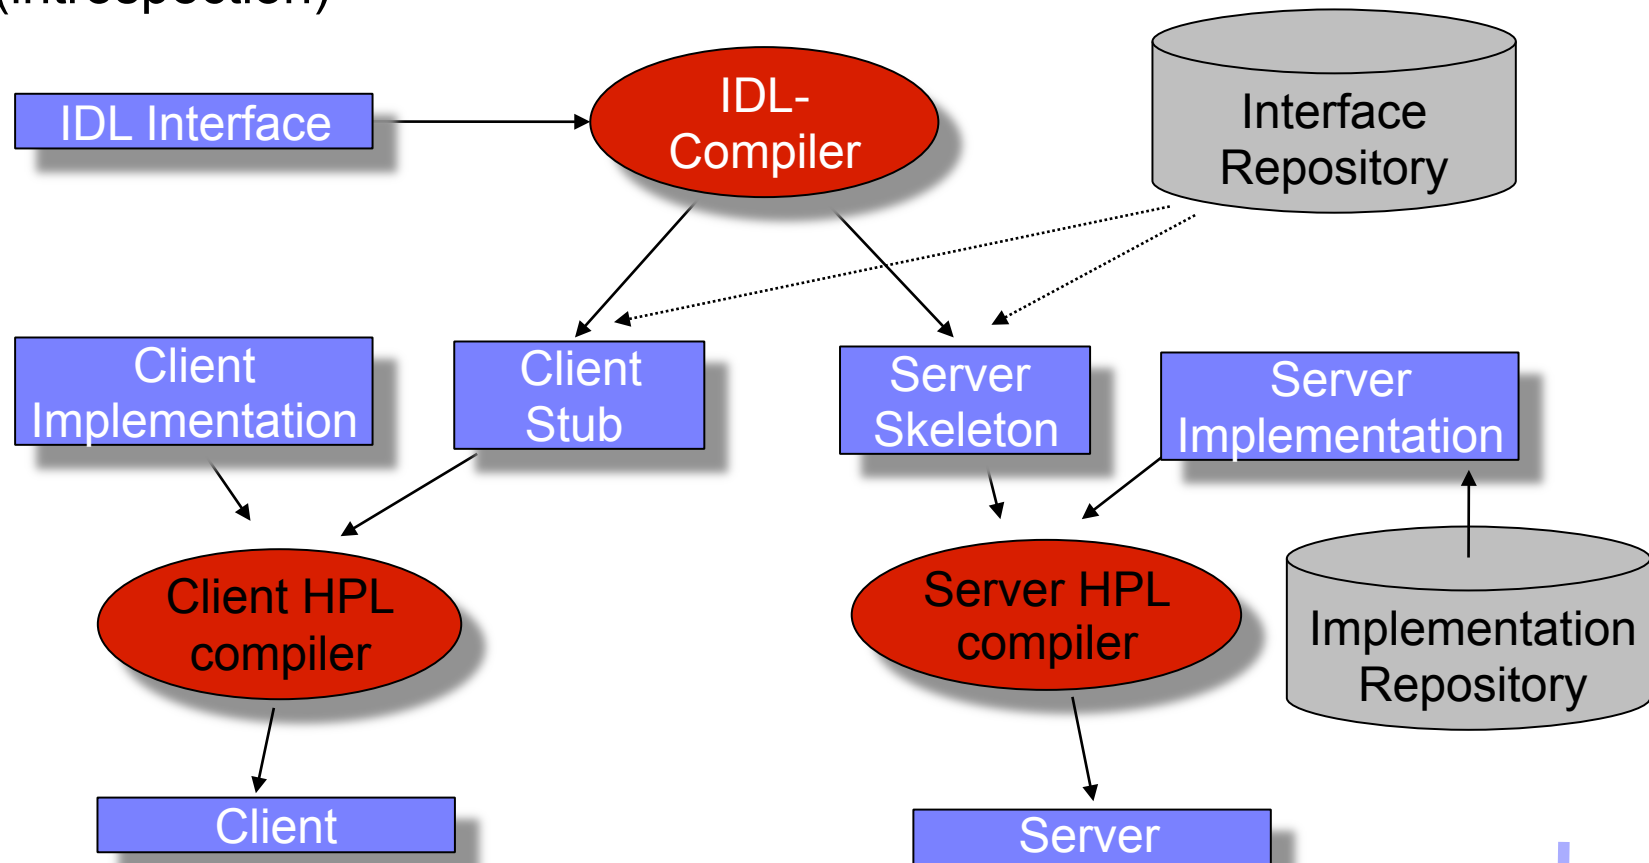 (introspection)
IDL Interface
IDL-
Compiler
Interface
Repository
Client
Implementation
Client
Stub
Server
Skeleton
Server
Implementation
Client HPL
compiler
Server HPL
compiler
Implementation
Repository
Client
Server